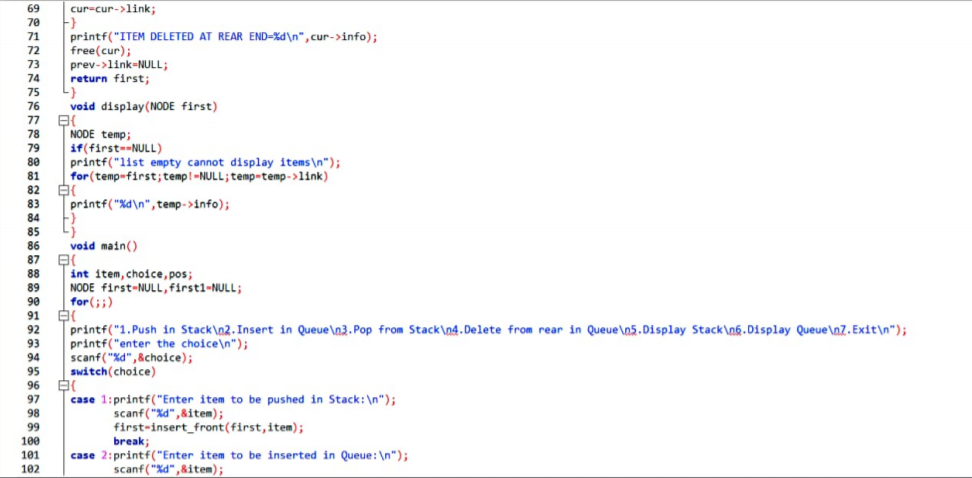 69 cur=cur->link;
70 }
71 printf("ITEM DELETED AT REAR END=%d\n",cur->info);
72 free(cur);
73 prev->link=NULL;
74 return first;
75 }
76 void display(NODE first)
77 {
78 NODE temp;
79 if(first==NULL)
80 printf("list empty cannot display items\n");
81 for(temp=first;temp!=NULL;temp=temp->link)
82 {
83 printf("%d\n",temp->info);
84 }
85 }
86 void main()
87 {
88 int item,choice,pos;
89 NODE first=NULL,first1=NULL;
90 for(;;)
91 {
92 printf("1.Push in Stack\n2.Insert in Queue\n3.Pop from Stack\n4.Delete from rear in Queue\n5.Display Stack\n6.Display Queue\n7.Exit\n");
93 printf("enter the choice\n");
94 scanf("%d",&choice);
95 switch(choice)
96 {
97 case 1:printf("Enter item to be pushed in Stack:\n");
98 scanf("%d",&item);
99 first=insert_front(first,item);
100 break;
101 case 2:printf("Enter item to be inserted in Queue:\n");
102 scanf("%d",&item);